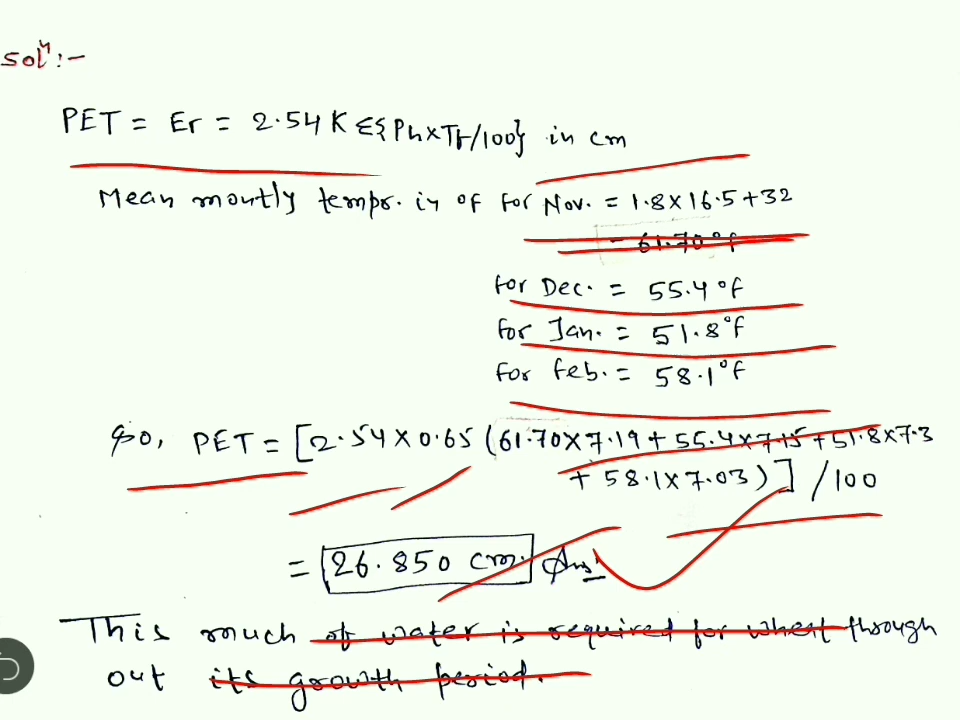 solⁿ:-
PET = Er = 2.54 K Σ{Ph×Tf/100} in cm
Mean montly tempr. in °F for Nov. = 1.8×16.5+32
= 61.70°f
for Dec. = 55.4°f
for Jan. = 51.8°f
for feb. = 58.1°f
So, PET = [2.54×0.65 (61.70×7.19 + 55.4×7.15 + 51.8×7.3
+ 58.1×7.03)] /100
= 26.850 cm. Ans.
This much of water is required for wheat through
out its growth period.